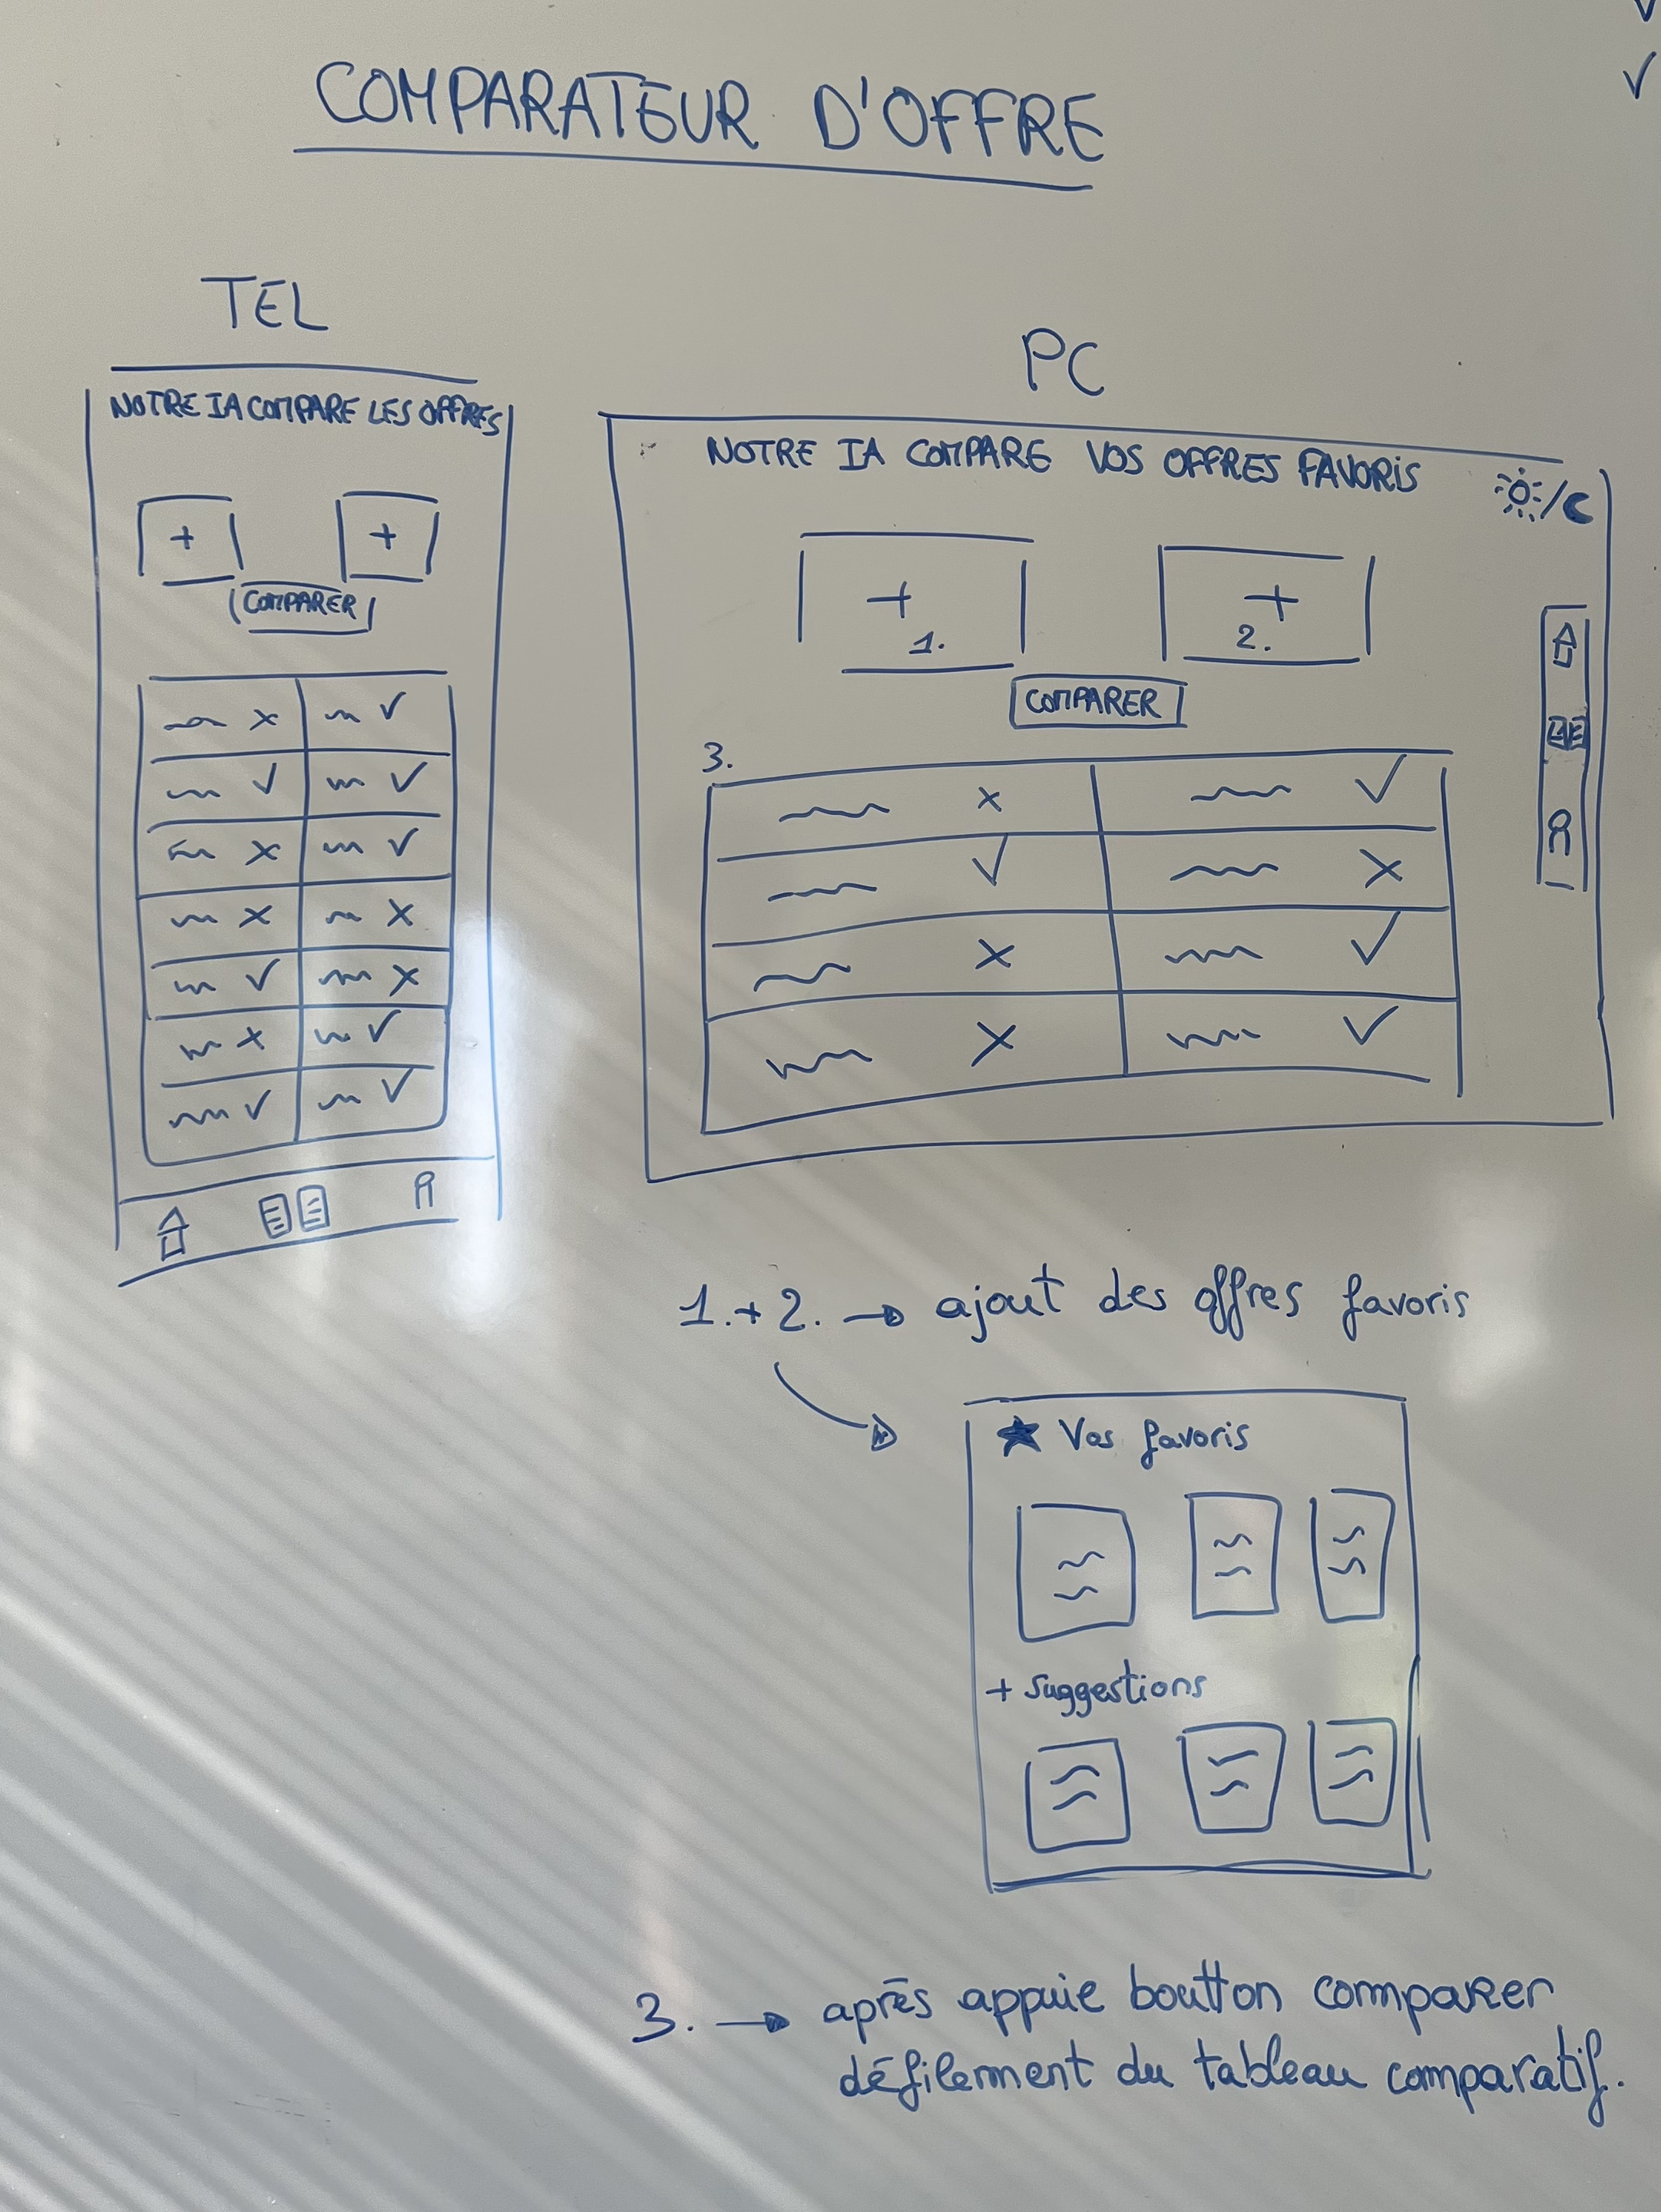 COMPARATEUR D'OFFRE
TEL
NOTRE IA COMPARE LES OFFRES
+ +
COMPARER
PC
NOTRE IA COMPARE VOS OFFRES FAVORIS
+ +
1. 2.
COMPARER
3.
1.+2. → ajout des offres favoris
★ Vos favoris
+ suggestions
3. → après appuie boutton comparer
défilement du tableau comparatif.